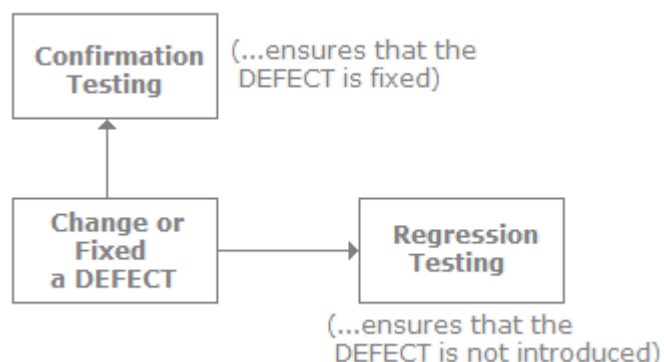 Confirmation
Testing
(...ensures that the
DEFECT is fixed)
Change or
Fixed
a DEFECT
Regression
Testing
(...ensures that the
DEFECT is not introduced)